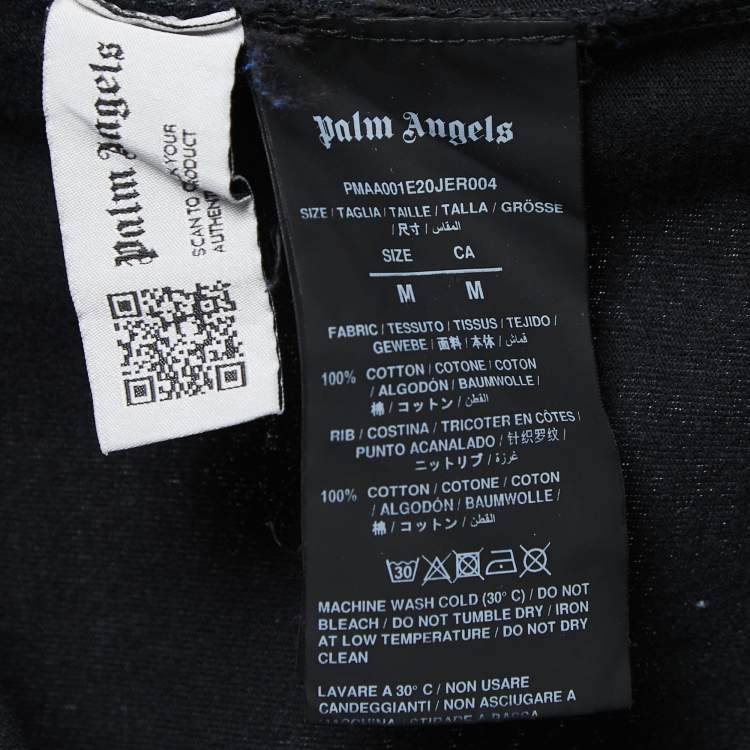 Palm Angels
SCAN TO CHECK YOUR
PRODUCT
Palm Angels
PMAA001E20JER004
SIZE / TAGLIA / TAILLE / TALLA / GRÖSSE
/ 尺寸 / المقاس /
SIZE CA
M M
FABRIC / TESSUTO / TISSUS / TEJIDO /
GEWEBE / 面料 / 本体 / قماش /
100% COTTON / COTONE / COTON
/ ALGODÓN / BAUMWOLLE /
棉 / コットン / القطن /
RIB / COSTINA / TRICOTER EN CÔTES /
PUNTO ACANALADO / 针织罗纹 /
ニットリブ / غرزة /
100% COTTON / COTONE / COTON
/ ALGODÓN / BAUMWOLLE /
棉 / コットン / القطن /
30
MACHINE WASH COLD (30° C) / DO NOT
BLEACH / DO NOT TUMBLE DRY / IRON
AT LOW TEMPERATURE / DO NOT DRY
CLEAN
LAVARE A 30° C / NON USARE
CANDEGGIANTI / NON ASCIUGARE A
MACCHINA / STIRARE A BASSA